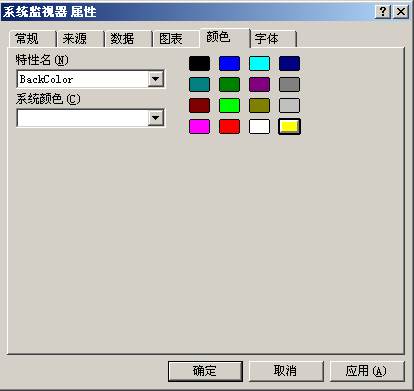 系统监视器 属性
常规 来源 数据 图表 颜色 字体
特性名(N)
BackColor
系统颜色(C)
确定 取消 应用(A)